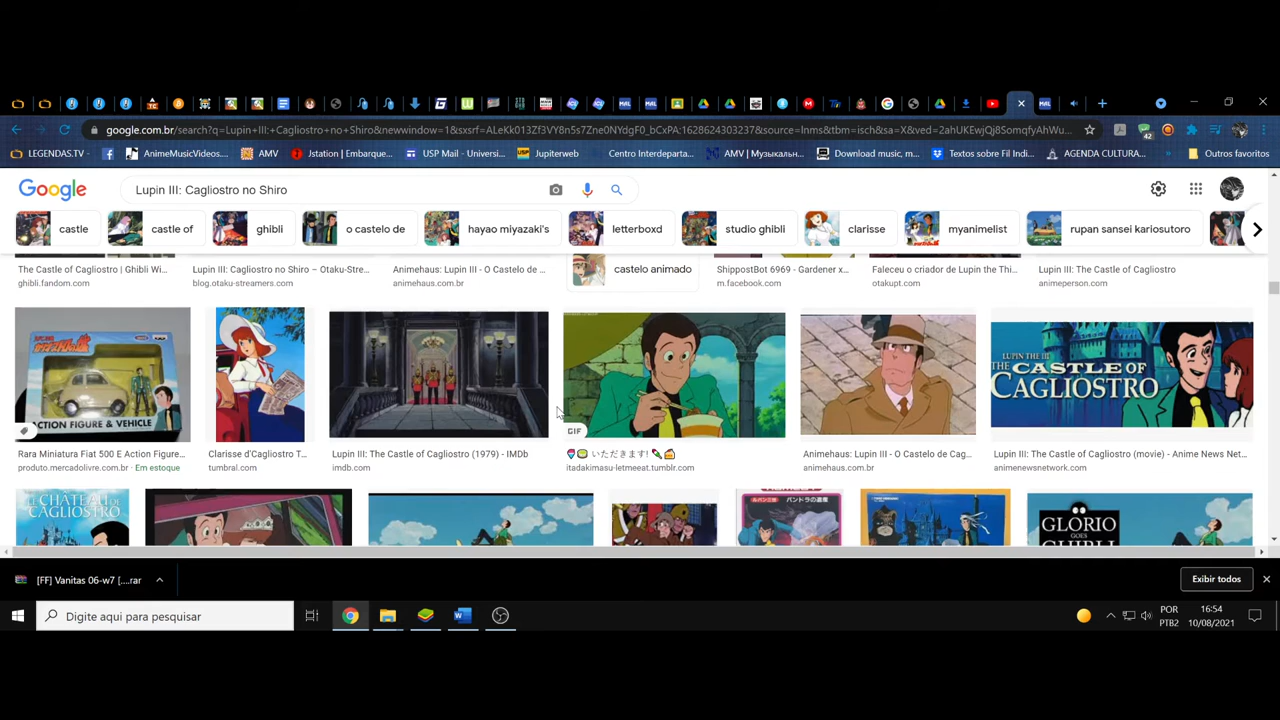 google.com.br/search?q=Lupin III: Cagliostro no Shiro&newwindow=1&sxsrf=ALeKk013Zf3VY8n5s7Zne0NYdgF0_bCxPA:1628624303237&source=lnms&tbm=isch&sa=X&ved=2ahUKEwjQj8SomqfyAhWu...
LEGENDAS.TV
AnimeMusicVideos...
AMV
Jstation | Embarque...
USP Mail - Universi...
Jupiterweb
Centro Interdeparta...
AMV | Музыкальн...
Download music, m...
Textos sobre Fil Indi...
AGENDA CULTURA...
Outros favoritos
Google
Lupin III: Cagliostro no Shiro
castle
castle of
ghibli
o castelo de
hayao miyazaki's
letterboxd
studio ghibli
clarisse
myanimelist
rupan sansei kariosutoro
The Castle of Cagliostro | Ghibli Wi...
ghibli.fandom.com
Lupin III: Cagliostro no Shiro – Otaku-Stre...
blog.otaku-streamers.com
Animehaus: Lupin III - O Castelo de ...
animehaus.com.br
castelo animado
ShippostBot 6969 - Gardener x...
m.facebook.com
Faleceu o criador de Lupin the Thi...
otakupt.com
Lupin III: The Castle of Cagliostro
animeperson.com
ACTION FIGURE & VEHICLE
GIF
LUPIN THE III
THE CASTLE OF
CAGLIOSTRO
Rara Miniatura Fiat 500 E Action Figure...
produto.mercadolivre.com.br - Em estoque
Clarisse d'Cagliostro T...
tumbral.com
Lupin III: The Castle of Cagliostro (1979) - IMDb
imdb.com
いただきます!
itadakimasu-letmeeat.tumblr.com
Animehaus: Lupin III - O Castelo de Cag...
animehaus.com.br
Lupin III: The Castle of Cagliostro (movie) - Anime News Net...
animenewsnetwork.com
LE CHÂTEAU DE
CAGLIOSTRO
GLORIO
GOES
GHIBLI
[FF] Vanitas 06-w7 [....rar
Exibir todos
Digite aqui para pesquisar
POR
PTB2
16:54
10/08/2021